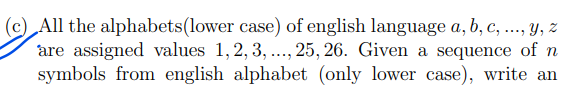 (c) All the alphabets(lower case) of english language a, b, c, ..., y, z
are assigned values 1, 2, 3, ..., 25, 26. Given a sequence of n
symbols from english alphabet (only lower case), write an